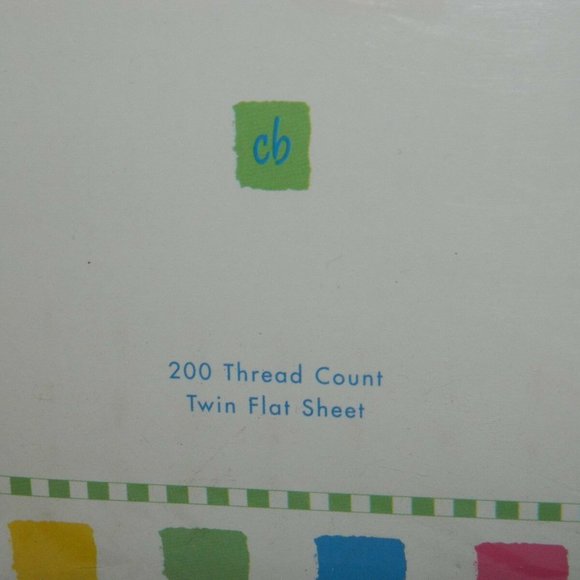 cb
200 Thread Count
Twin Flat Sheet